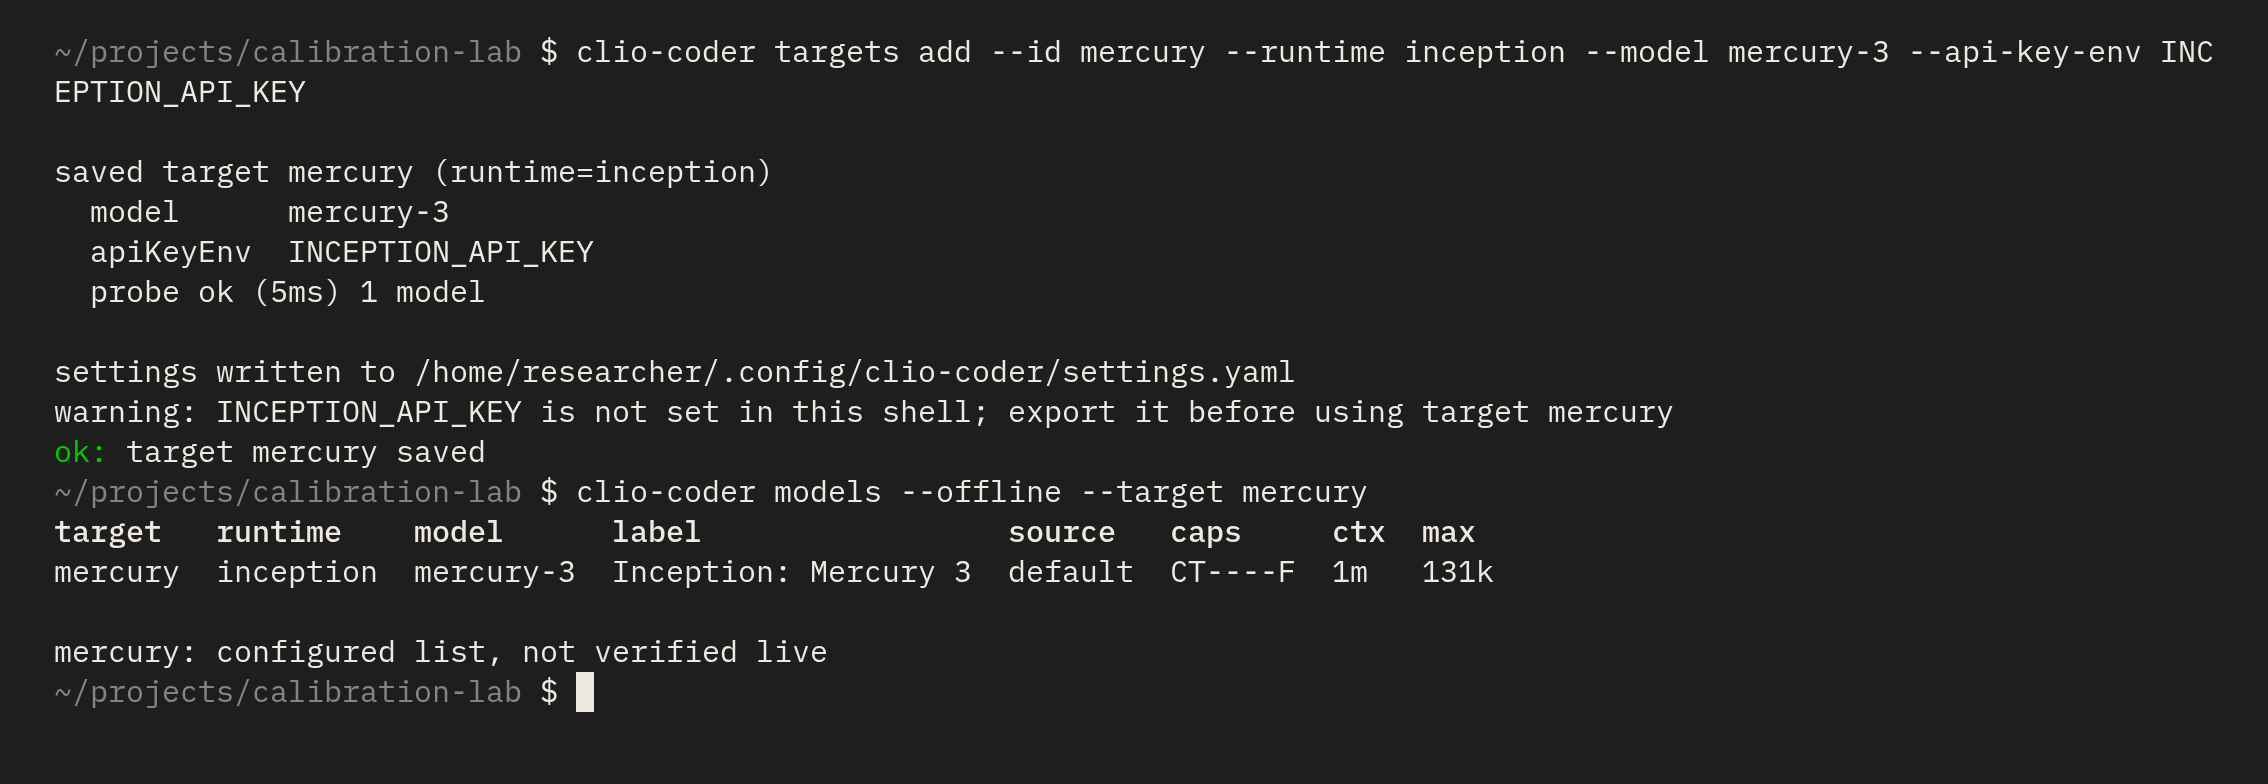 ~/projects/calibration-lab $ clio-coder targets add --id mercury --runtime inception --model mercury-3 --api-key-env INC
EPTION_API_KEY
saved target mercury (runtime=inception)
  model      mercury-3
  apiKeyEnv  INCEPTION_API_KEY
  probe ok (5ms) 1 model
settings written to /home/researcher/.config/clio-coder/settings.yaml
warning: INCEPTION_API_KEY is not set in this shell; export it before using target mercury
ok: target mercury saved
~/projects/calibration-lab $ clio-coder models --offline --target mercury
target   runtime    model      label                 source   caps     ctx  max
mercury  inception  mercury-3  Inception: Mercury 3  default  CT----F  1m   131k
mercury: configured list, not verified live
~/projects/calibration-lab $